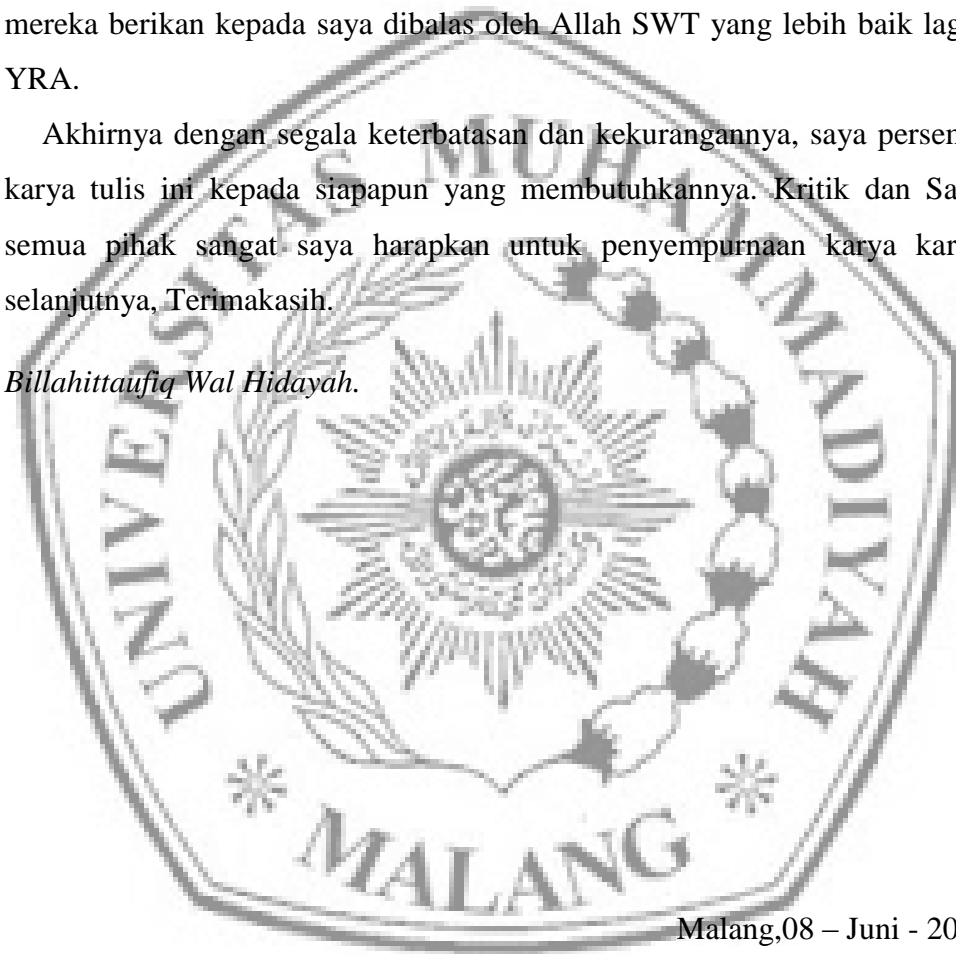 mereka berikan kepada saya dibalas oleh Allah SWT yang lebih baik lag
YRA.
Akhirnya dengan segala keterbatasan dan kekurangannya, saya persen
karya tulis ini kepada siapapun yang membutuhkannya. Kritik dan Sa
semua pihak sangat saya harapkan untuk penyempurnaan karya kar
selanjutnya, Terimakasih.
Billahittaufiq Wal Hidayah.
UNIVERSITAS MUHAMMADIYAH
MALANG
Malang,08 – Juni - 20